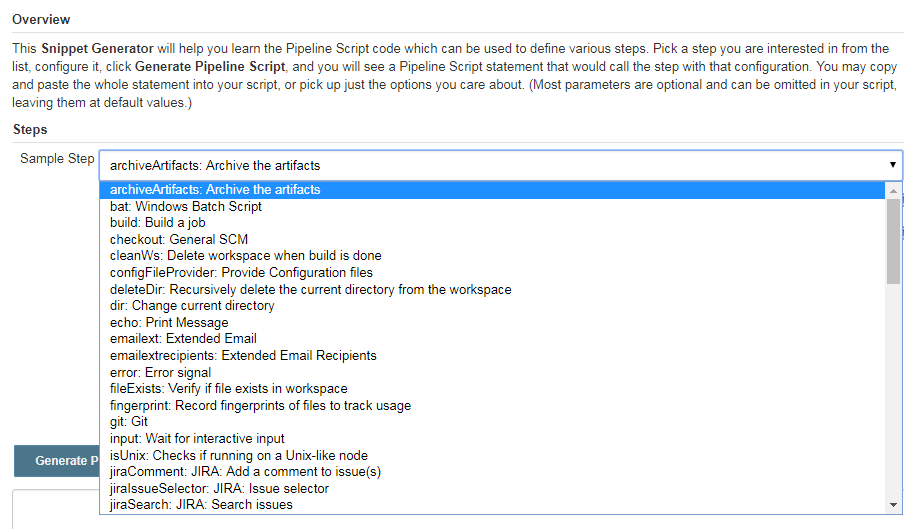 Overview
This Snippet Generator will help you learn the Pipeline Script code which can be used to define various steps. Pick a step you are interested in from the
list, configure it, click Generate Pipeline Script, and you will see a Pipeline Script statement that would call the step with that configuration. You may copy
and paste the whole statement into your script, or pick up just the options you care about. (Most parameters are optional and can be omitted in your script,
leaving them at default values.)
Steps
Sample Step
archiveArtifacts: Archive the artifacts
archiveArtifacts: Archive the artifacts
bat: Windows Batch Script
build: Build a job
checkout: General SCM
cleanWs: Delete workspace when build is done
configFileProvider: Provide Configuration files
deleteDir: Recursively delete the current directory from the workspace
dir: Change current directory
echo: Print Message
emailext: Extended Email
emailextrecipients: Extended Email Recipients
error: Error signal
fileExists: Verify if file exists in workspace
fingerprint: Record fingerprints of files to track usage
git: Git
input: Wait for interactive input
isUnix: Checks if running on a Unix-like node
jiraComment: JIRA: Add a comment to issue(s)
jiraIssueSelector: JIRA: Issue selector
jiraSearch: JIRA: Search issues
Generate P